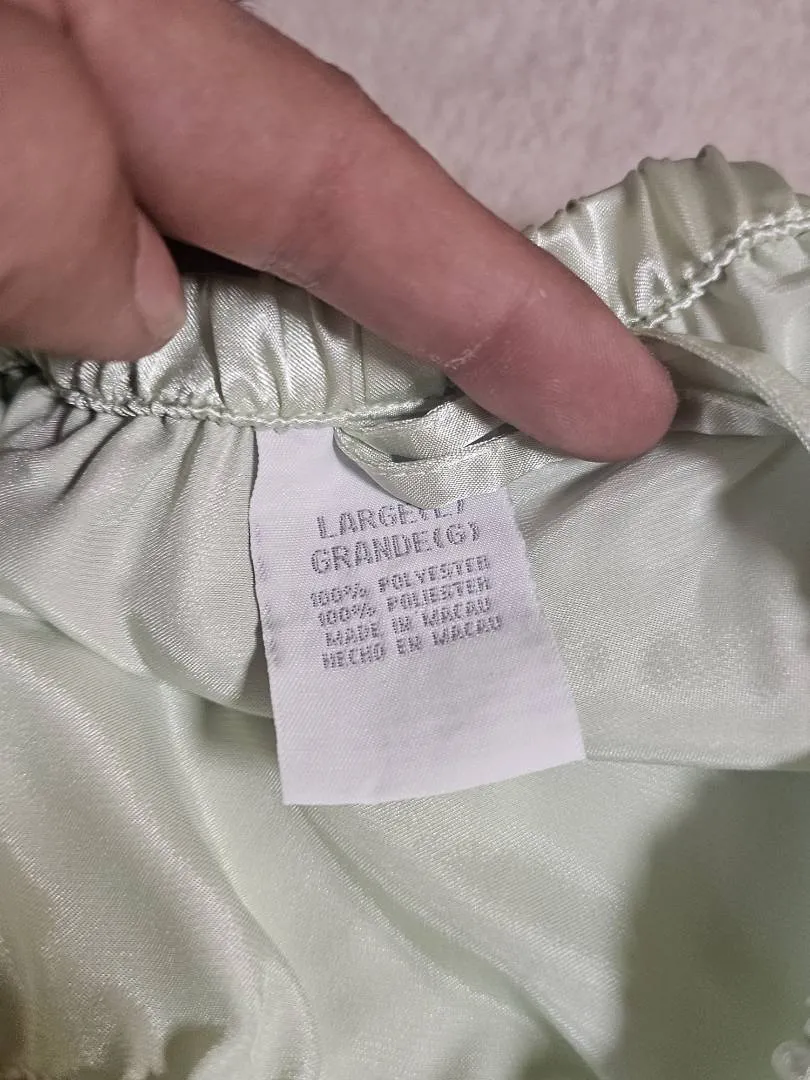 LARGE(L)
GRANDE(G)
100% POLYESTER
100% POLIESTER
MADE IN MACAU
HECHO EN MACAU